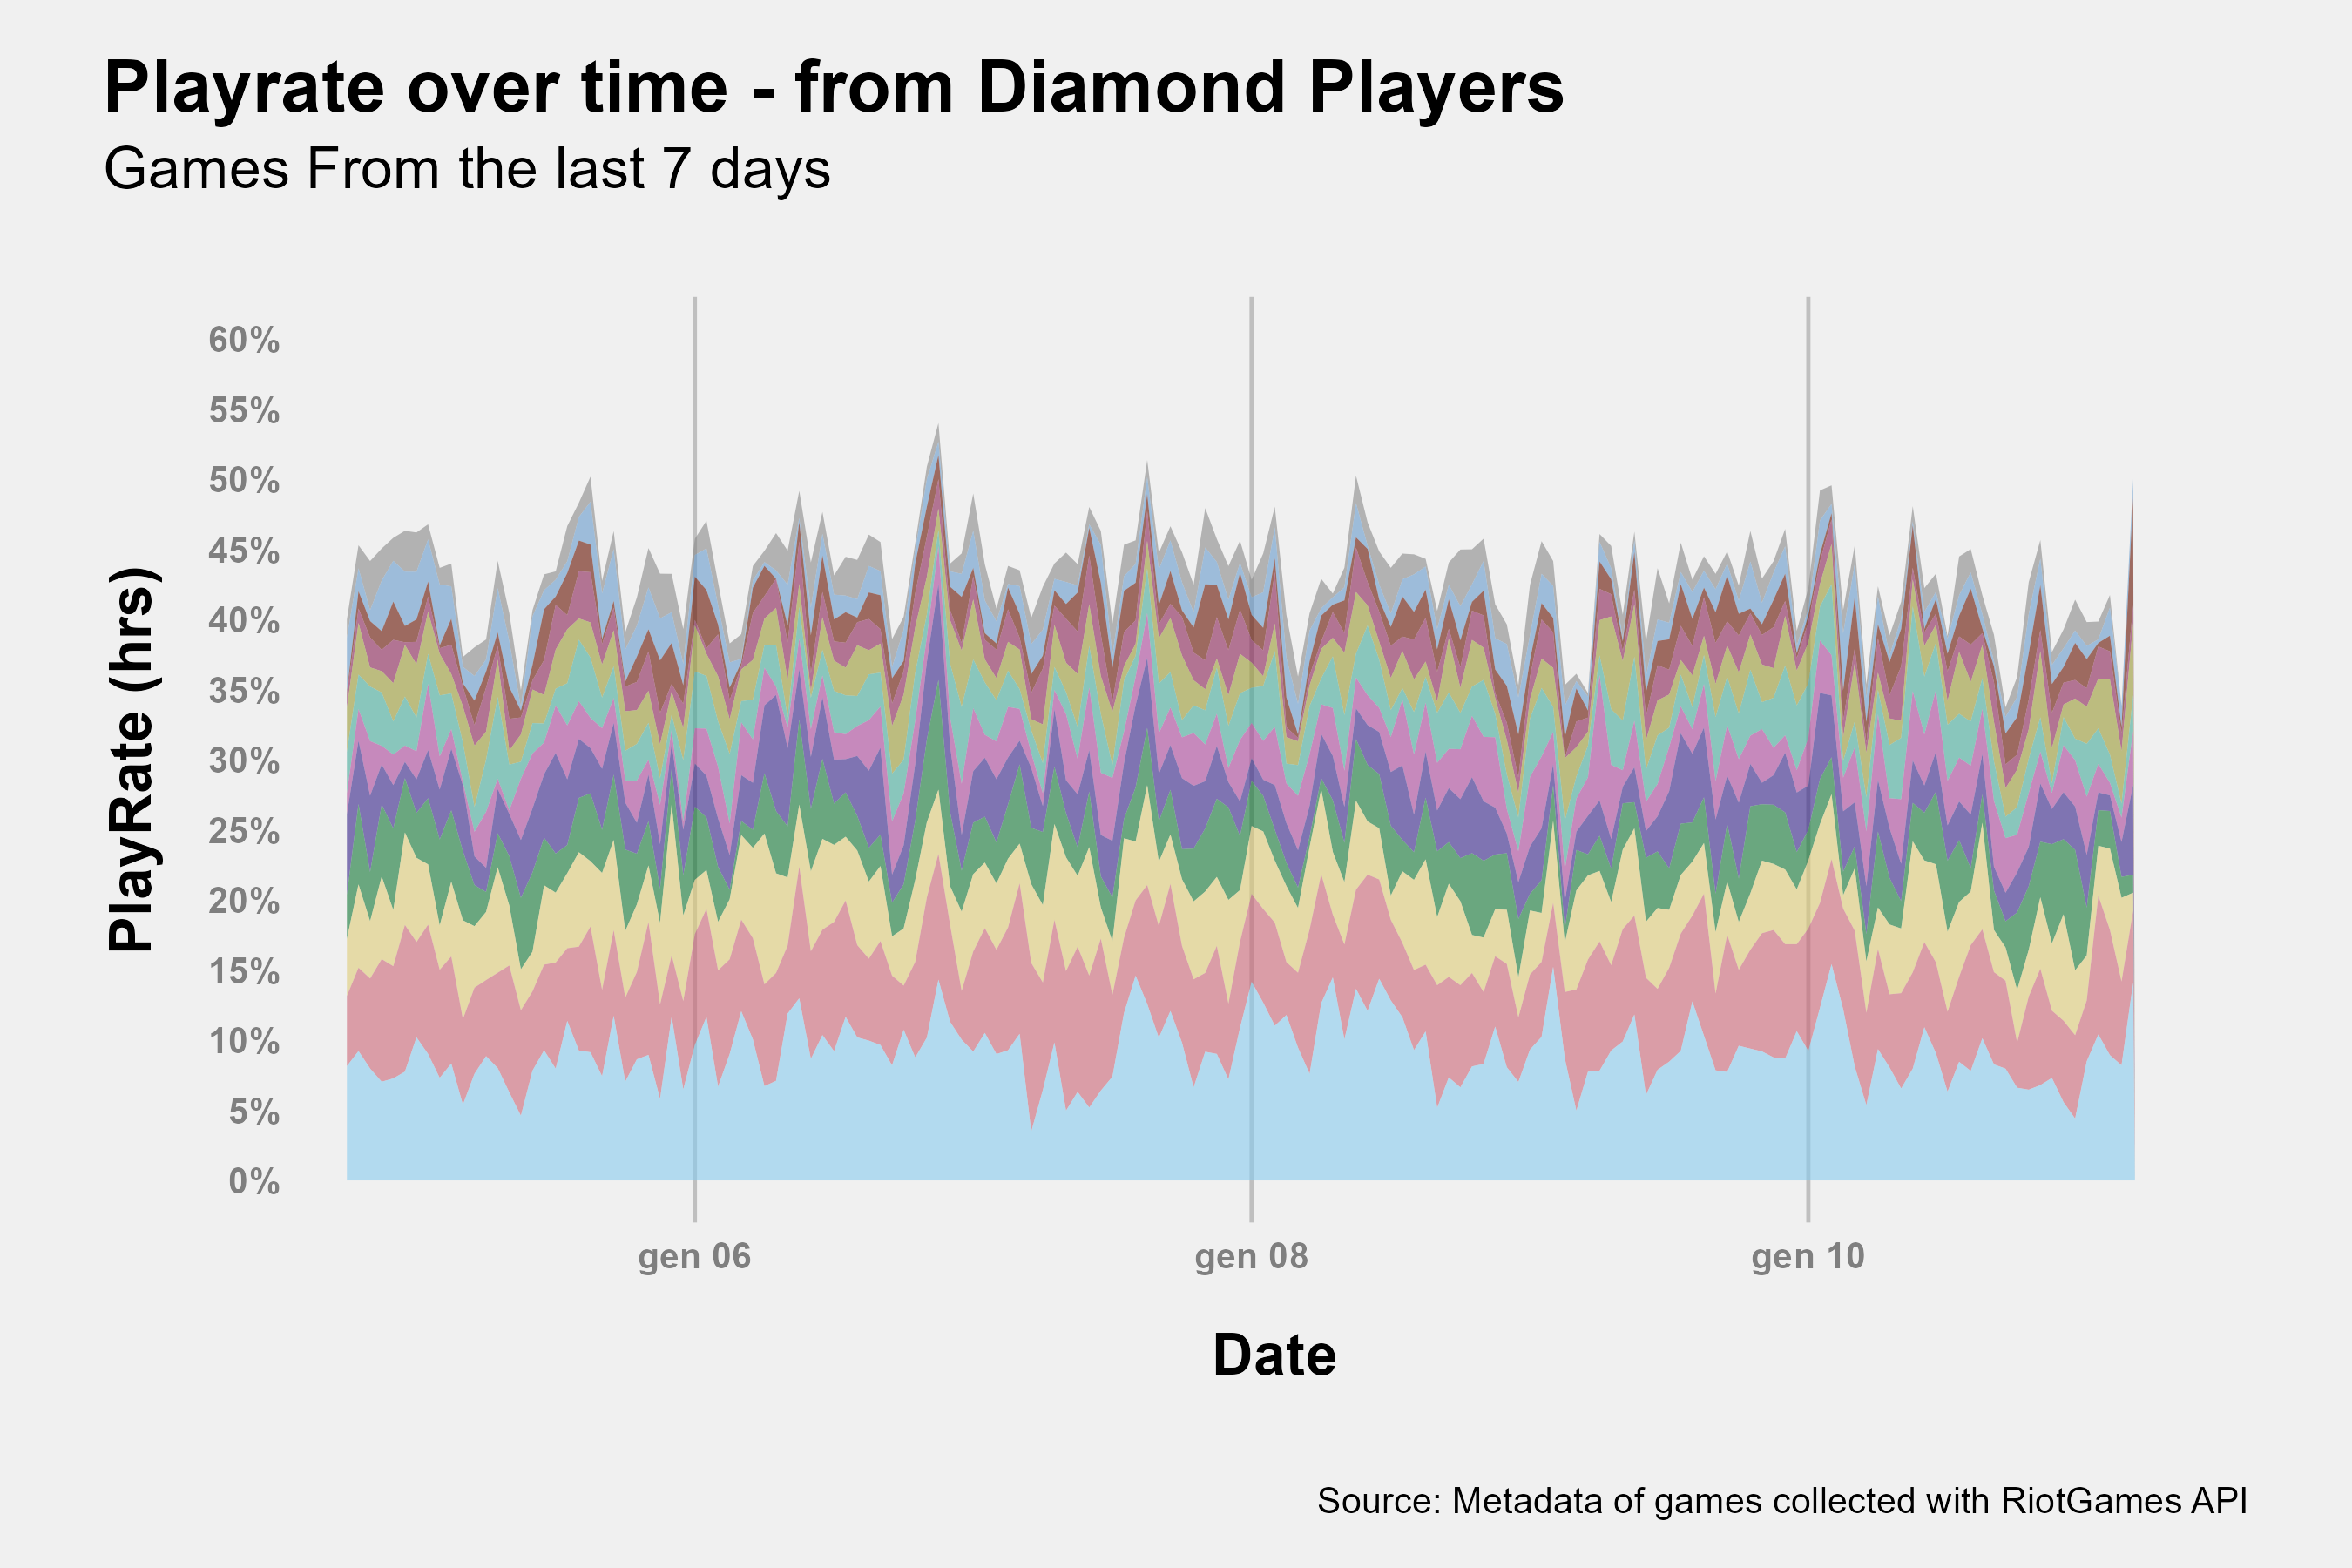 Playrate over time - from Diamond Players
Games From the last 7 days
60%
55%
50%
45%
40%
35%
30%
25%
20%
15%
10%
5%
0%
PlayRate (hrs)
gen 06
gen 08
gen 10
Date
Source: Metadata of games collected with RiotGames API